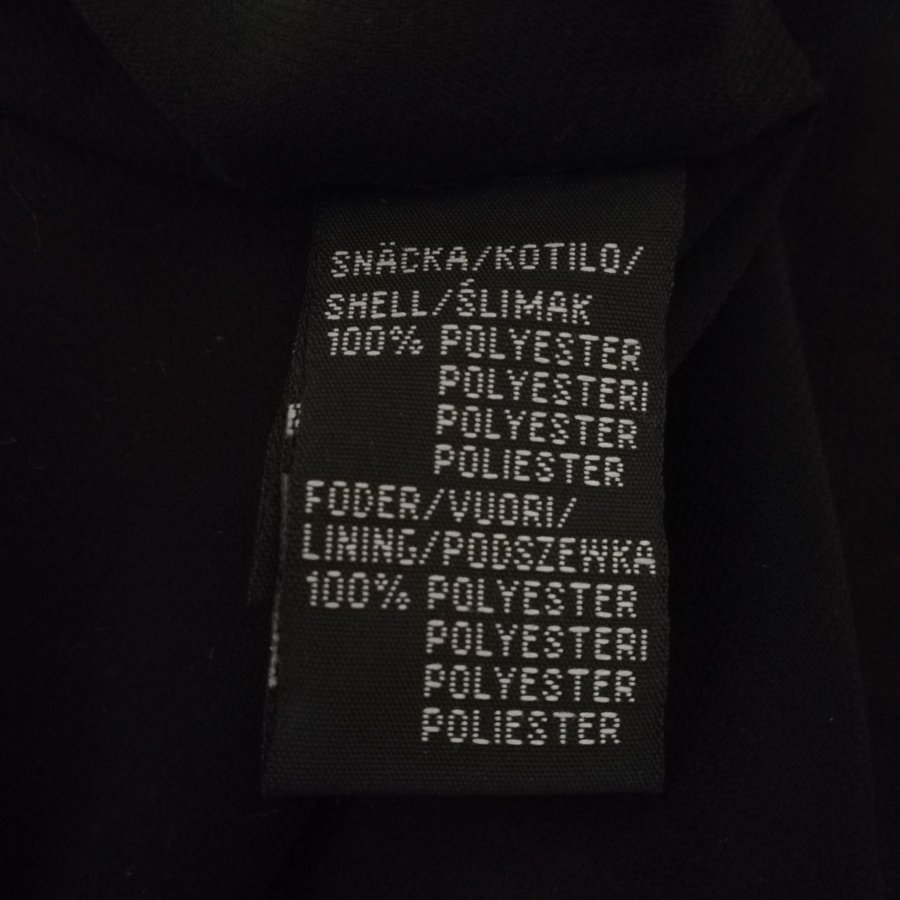 SNÄCKA/KOTILO/
SHELL/ŚLIMAK
100% POLYESTER
POLYESTERI
POLYESTER
POLIESTER
FODER/VUORI/
LINING/PODSZEWKA
100% POLYESTER
POLYESTERI
POLYESTER
POLIESTER